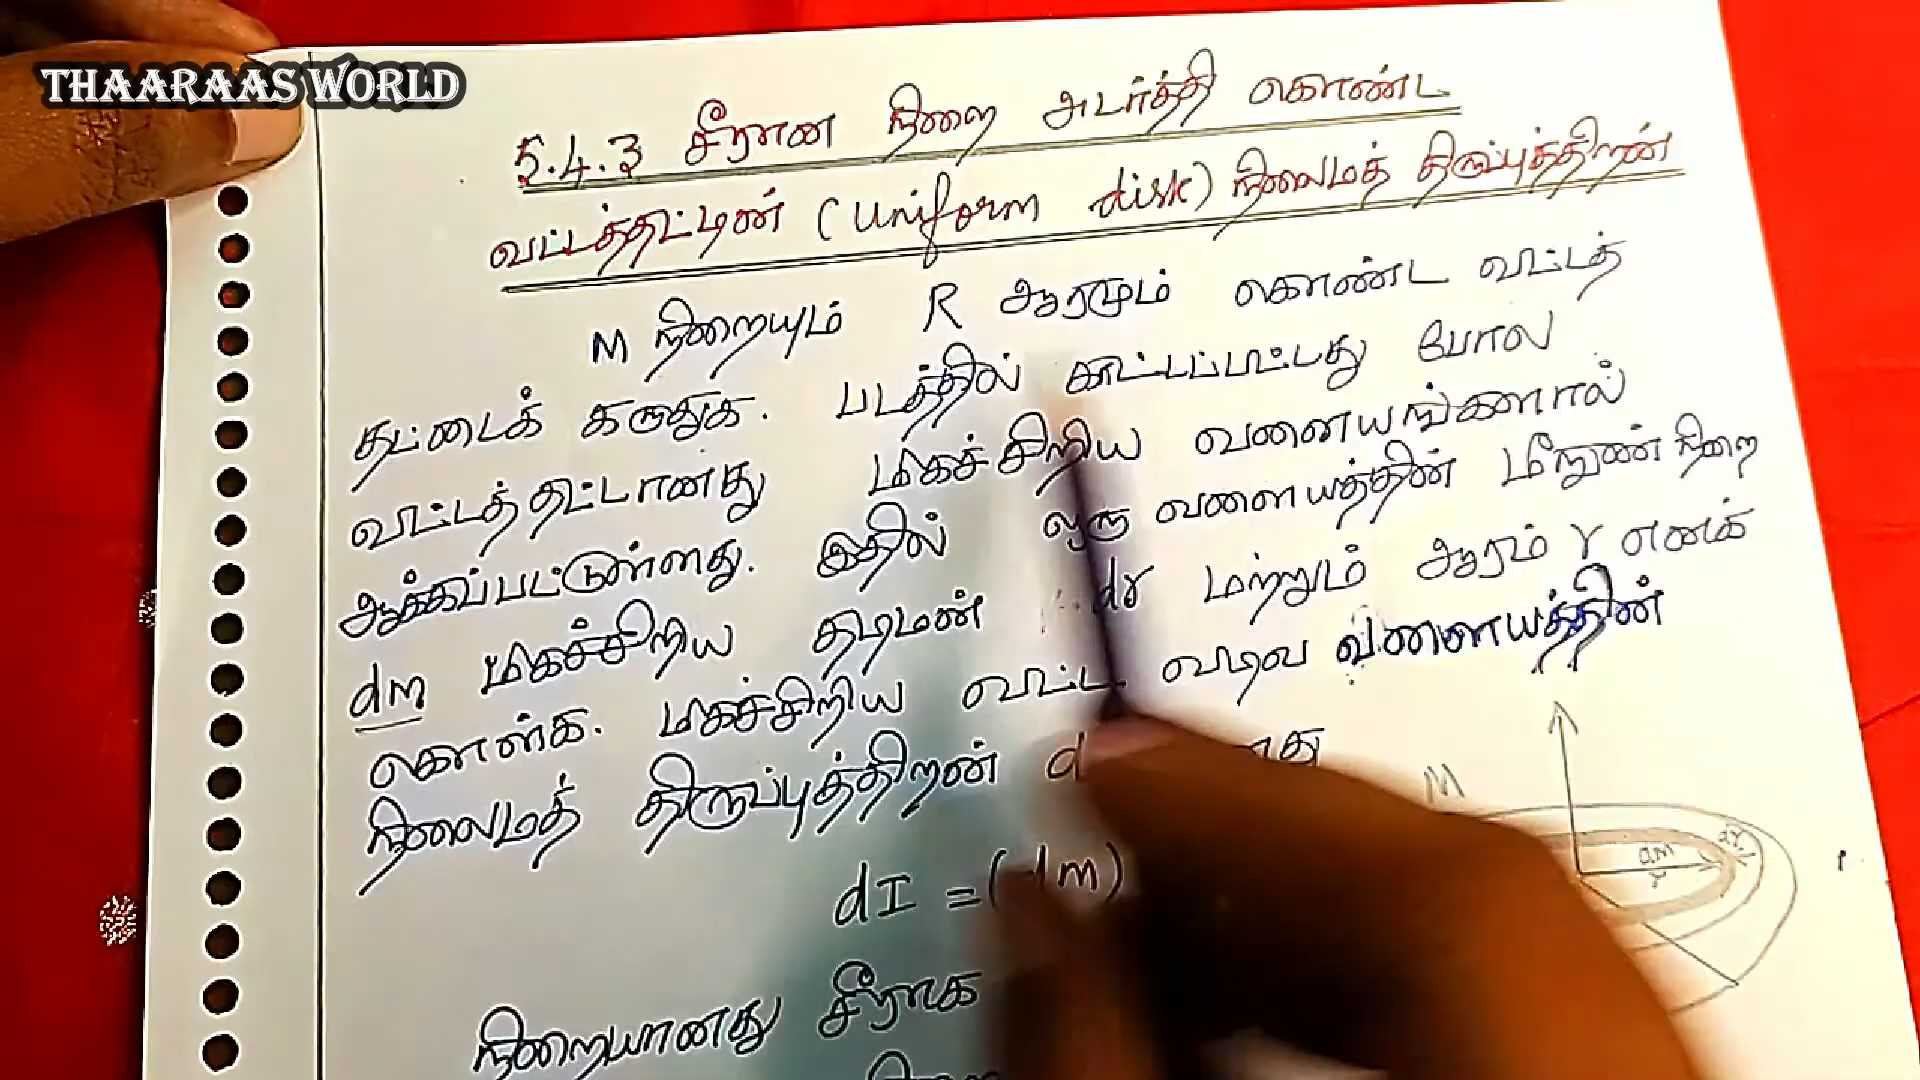 THAARAAS WORLD
5.4.3 சீரான நிறை அடர்த்தி கொண்ட
வட்டத்தட்டின் (Uniform disk) நிலைமத் திருப்புத்திறன்
M நிறையும் R ஆரமும் கொண்ட வட்டத்
தட்டைக் கருதுக. படத்தில் காட்டப்பட்டது போல
வட்டத் தட்டானது மிகச்சிறிய வளையங்களால்
ஆக்கப்பட்டுள்ளது. இதில் ஒரு வளையத்தின் மீநுண் நிறை
dm மிகச்சிறிய தடிமன் dr மற்றும் ஆரம் r எனக்
கொள்க. மிகச்சிறிய வட்ட வடிவ வளையத்தின்
நிலைமத் திருப்புத்திறன்
dI = (dm)
நிறையானது சீராக
M
dm
dr
r